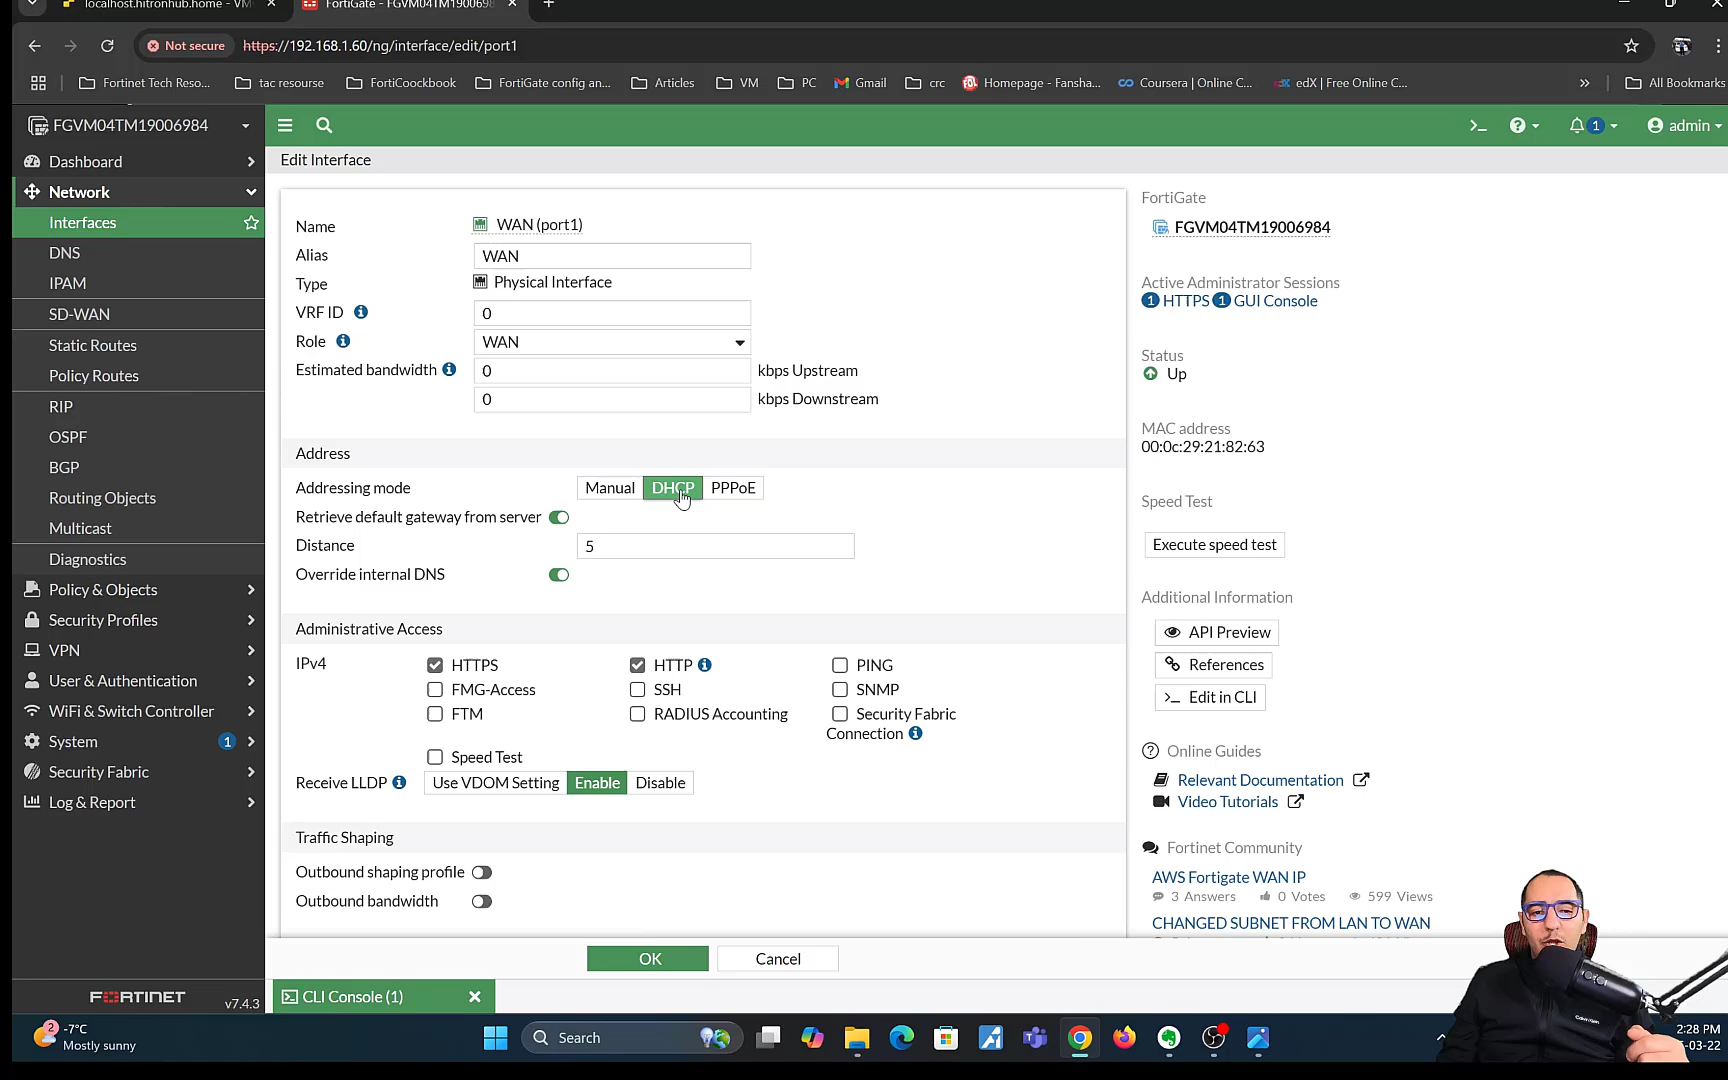 localhost.hitronhub.home - VM
FortiGate - FGVM04TM1900698
Not secure https://192.168.1.60/ng/interface/edit/port1
Fortinet Tech Reso... tac resourse FortiCoockbook FortiGate config an... Articles VM PC Gmail crc Homepage - Fansha... Coursera | Online C... edX | Free Online C... » All Bookmarks
FGVM04TM19006984
1 admin
Dashboard
Network
Interfaces
DNS
IPAM
SD-WAN
Static Routes
Policy Routes
RIP
OSPF
BGP
Routing Objects
Multicast
Diagnostics
Policy & Objects
Security Profiles
VPN
User & Authentication
WiFi & Switch Controller
System 1
Security Fabric
Log & Report
FORTINET v7.4.3
Edit Interface
Name WAN (port1)
Alias WAN
Type Physical Interface
VRF ID 0
Role WAN
Estimated bandwidth 0 kbps Upstream
0 kbps Downstream
Address
Addressing mode Manual DHCP PPPoE
Retrieve default gateway from server
Distance 5
Override internal DNS
Administrative Access
IPv4 HTTPS HTTP PING
FMG-Access SSH SNMP
FTM RADIUS Accounting Security Fabric
Connection
Speed Test
Receive LLDP Use VDOM Setting Enable Disable
Traffic Shaping
Outbound shaping profile
Outbound bandwidth
OK Cancel
CLI Console (1)
FortiGate
FGVM04TM19006984
Active Administrator Sessions
1 HTTPS 1 GUI Console
Status
Up
MAC address
00:0c:29:21:82:63
Speed Test
Execute speed test
Additional Information
API Preview
References
Edit in CLI
Online Guides
Relevant Documentation
Video Tutorials
Fortinet Community
AWS Fortigate WAN IP
3 Answers 0 Votes 599 Views
CHANGED SUBNET FROM LAN TO WAN
2 -7°C
Mostly sunny
Search
2:28 PM
-03-22